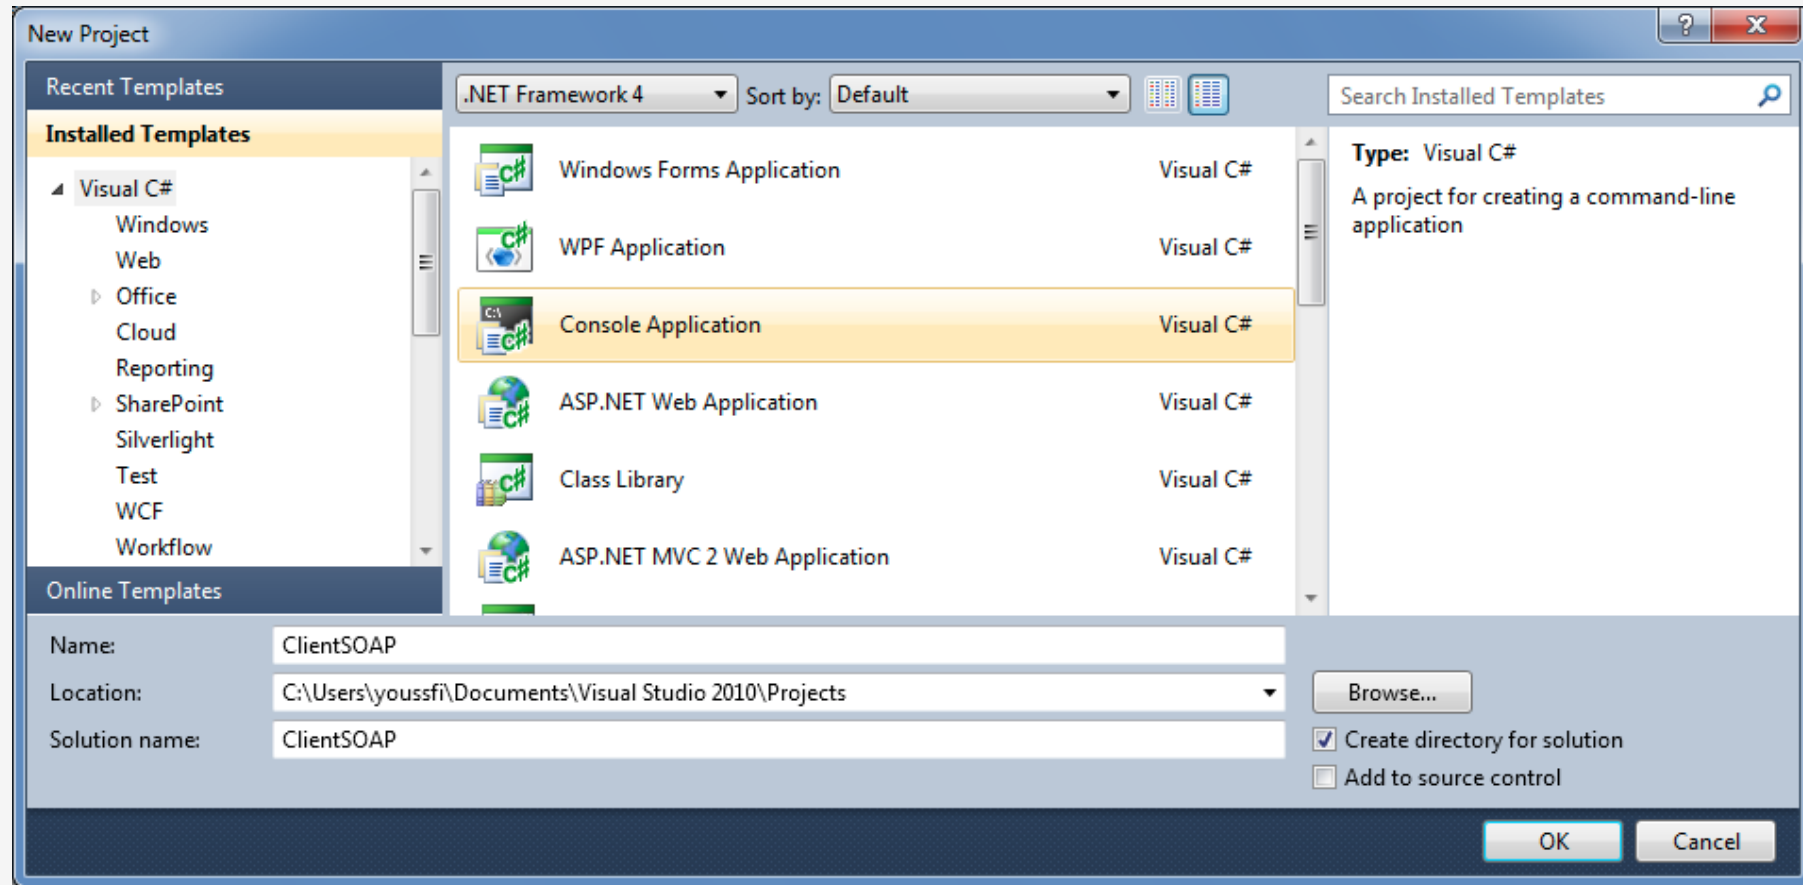 New Project
Recent Templates
Installed Templates
Visual C#
Windows
Web
Office
Cloud
Reporting
SharePoint
Silverlight
Test
WCF
Workflow
Online Templates
.NET Framework 4 Sort by: Default
Windows Forms Application Visual C#
WPF Application Visual C#
Console Application Visual C#
ASP.NET Web Application Visual C#
Class Library Visual C#
ASP.NET MVC 2 Web Application Visual C#
Search Installed Templates
Type: Visual C#
A project for creating a command-line
application
Name: ClientSOAP
Location: C:\Users\youssfi\Documents\Visual Studio 2010\Projects Browse...
Solution name: ClientSOAP
Create directory for solution
Add to source control
OK Cancel